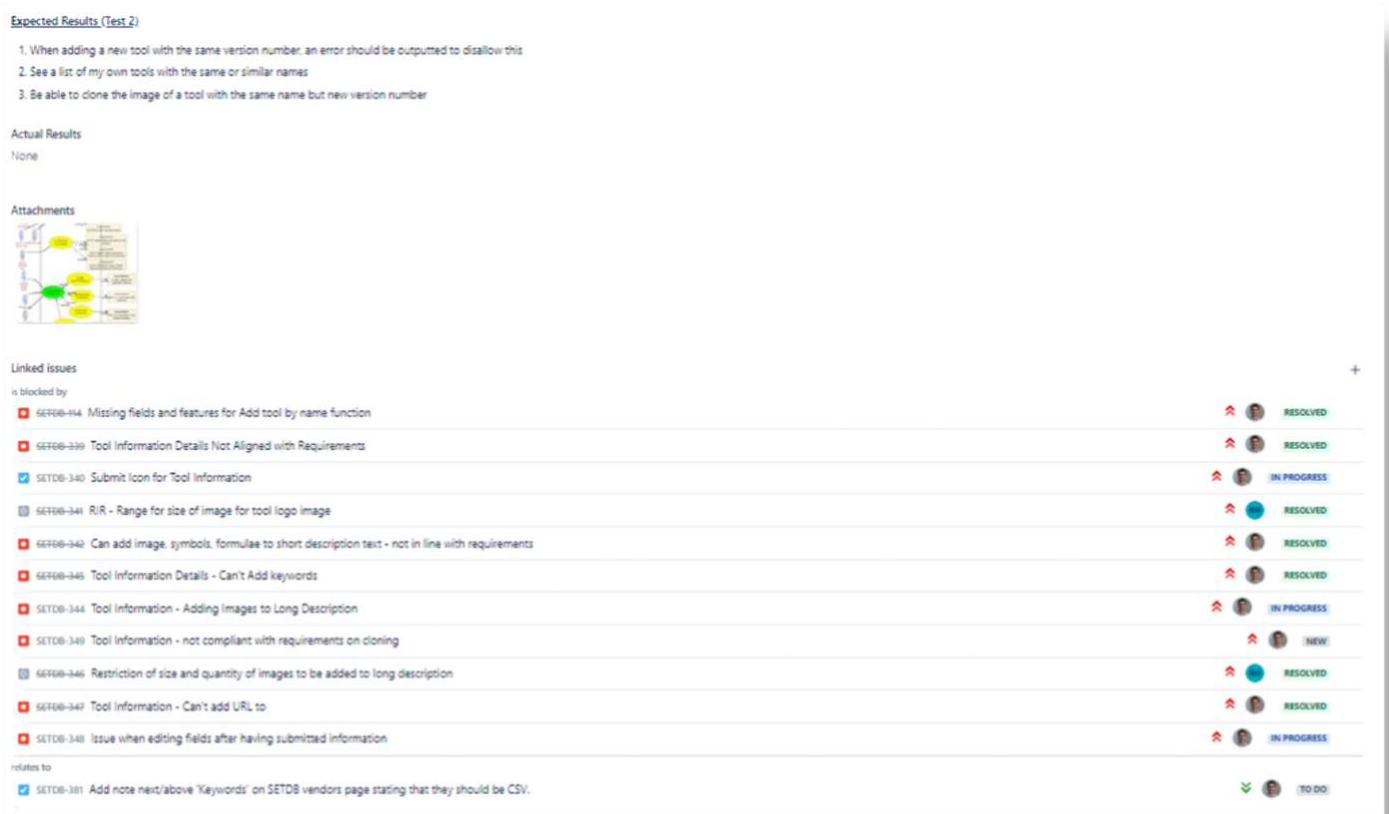 Expected Results (Test 2)
1. When adding a new tool with the same version number, an error should be outputted to disallow this
2. See a list of my own tools with the same or similar names
3. Be able to clone the image of a tool with the same name but new version number
Actual Results
None
Attachments
Linked issues
is blocked by
SETDB-114 Missing fields and features for Add tool by name function RESOLVED
SETDB-339 Tool Information Details Not Aligned with Requirements RESOLVED
SETDB-340 Submit Icon for Tool Information IN PROGRESS
SETDB-341 RIR - Range for size of image for tool logo image RESOLVED
SETDB-342 Can add image, symbols, formulae to short description text - not in line with requirements RESOLVED
SETDB-345 Tool Information Details - Can't Add keywords RESOLVED
SETDB-344 Tool Information - Adding Images to Long Description IN PROGRESS
SETDB-349 Tool Information - not compliant with requirements on cloning NEW
SETDB-346 Restriction of size and quantity of images to be added to long description RESOLVED
SETDB-347 Tool Information - Can't add URL to RESOLVED
SETDB-348 Issue when editing fields after having submitted information IN PROGRESS
relates to
SETDB-381 Add note next/above 'Keywords' on SETDB vendors page stating that they should be CSV. TO DO